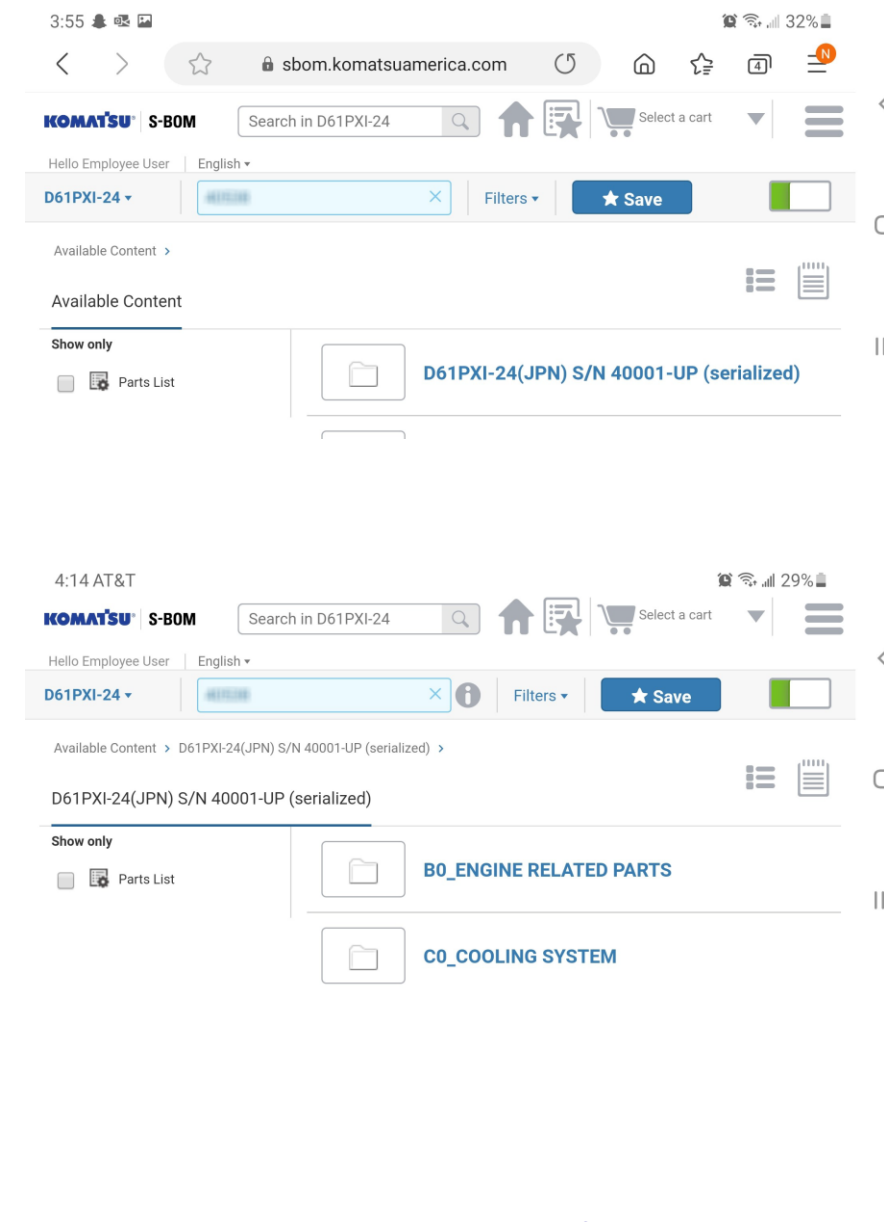 3:55 32%
sbom.komatsuamerica.com 4 N
KOMATSU S-BOM Search in D61PXI-24 Select a cart
Hello Employee User English
D61PXI-24 Filters Save
Available Content >
Available Content
Show only
D61PXI-24(JPN) S/N 40001-UP (serialized)
Parts List
4:14 AT&T 29%
KOMATSU S-BOM Search in D61PXI-24 Select a cart
Hello Employee User English
D61PXI-24 Filters Save
Available Content > D61PXI-24(JPN) S/N 40001-UP (serialized) >
D61PXI-24(JPN) S/N 40001-UP (serialized)
Show only
B0_ENGINE RELATED PARTS
Parts List
C0_COOLING SYSTEM